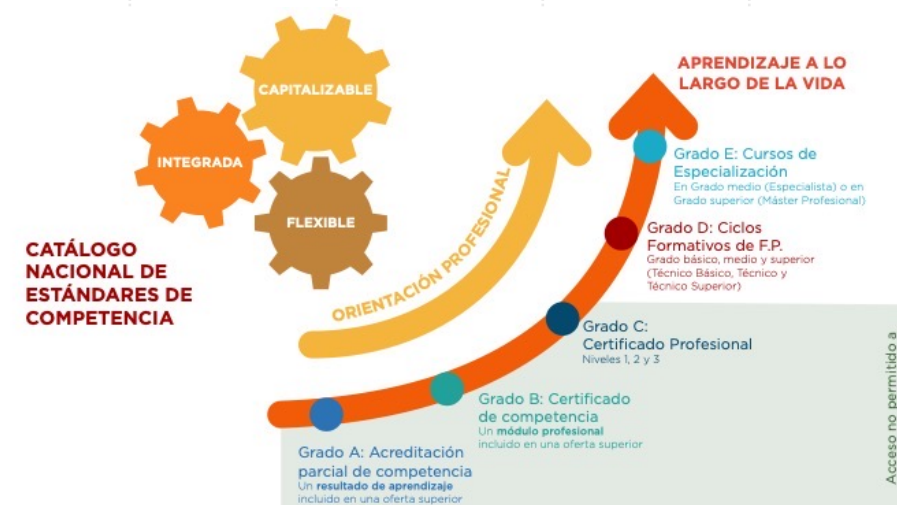 CAPITALIZABLE
INTEGRADA
FLEXIBLE
CATÁLOGO
NACIONAL DE
ESTÁNDARES DE
COMPETENCIA
ORIENTACIÓN PROFESIONAL
APRENDIZAJE A LO
LARGO DE LA VIDA
Grado E: Cursos de
Especialización
En Grado medio (Especialista) o en
Grado superior (Máster Profesional)
Grado D: Ciclos
Formativos de F.P.
Grado básico, medio y superior
(Técnico Básico, Técnico y
Técnico Superior)
Grado C:
Certificado Profesional
Niveles 1, 2 y 3
Grado B: Certificado
de competencia
Un módulo profesional
incluido en una oferta superior
Grado A: Acreditación
parcial de competencia
Un resultado de aprendizaje
incluido en una oferta superior
Acceso no permitido a